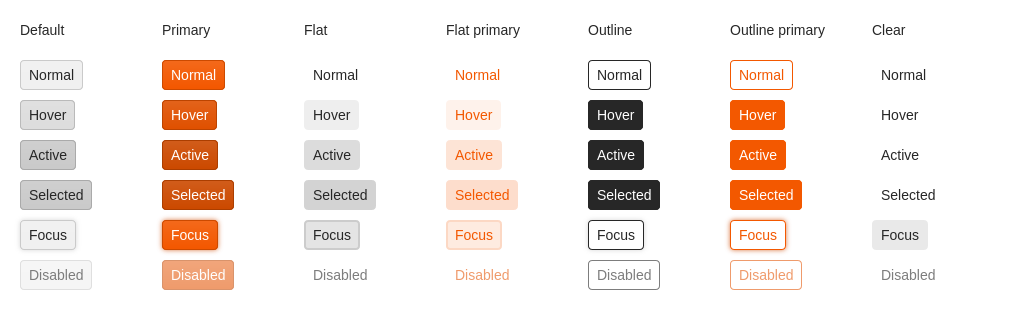 Default Primary Flat Flat primary Outline Outline primary Clear
Normal Normal Normal Normal Normal Normal Normal
Hover Hover Hover Hover Hover Hover Hover
Active Active Active Active Active Active Active
Selected Selected Selected Selected Selected Selected Selected
Focus Focus Focus Focus Focus Focus Focus
Disabled Disabled Disabled Disabled Disabled Disabled Disabled